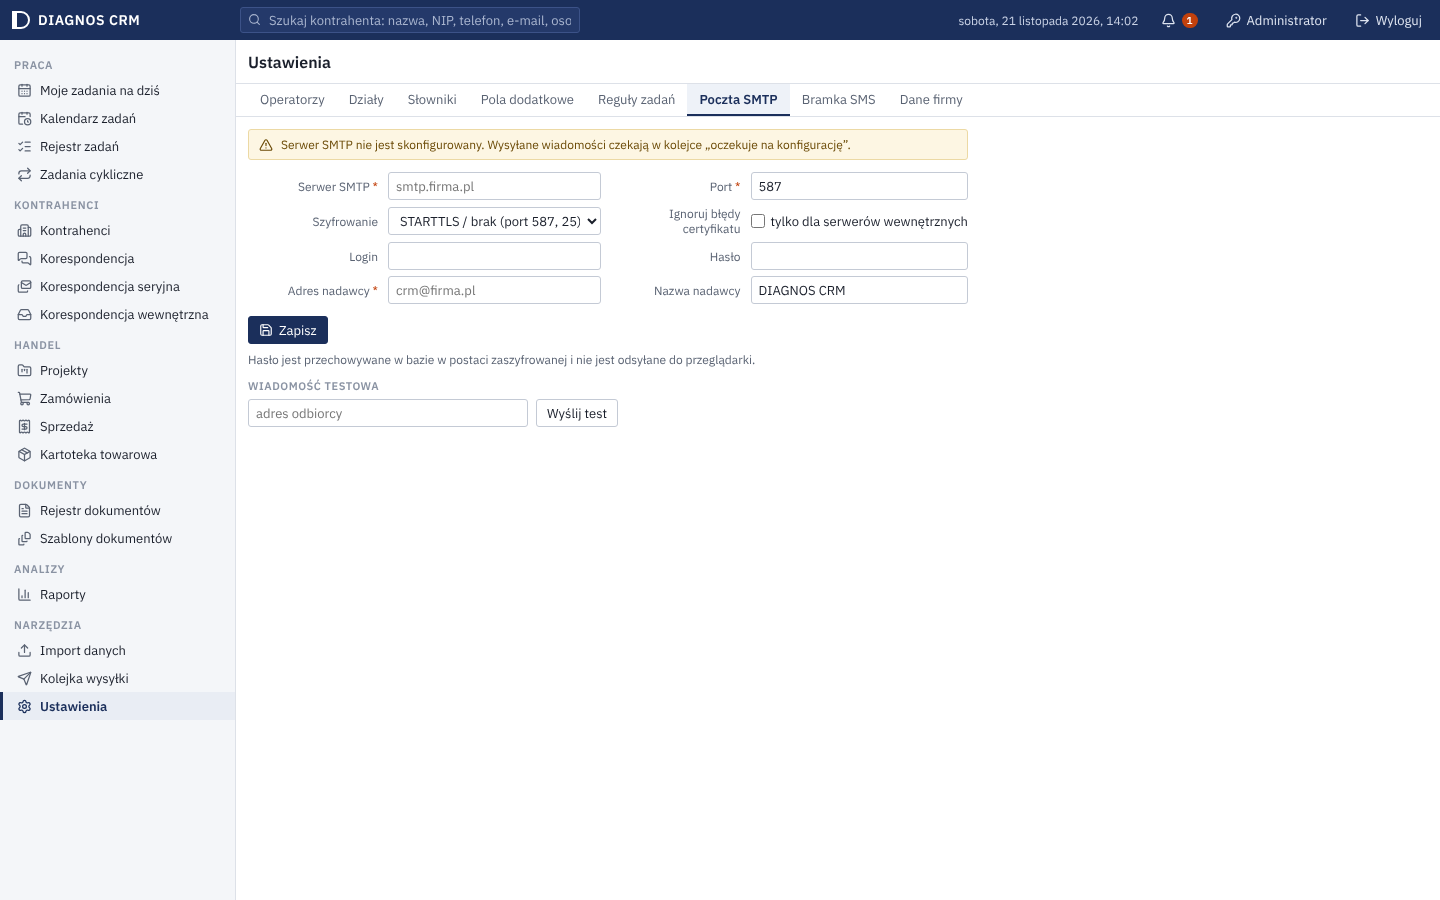 DIAGNOS CRM
Szukaj kontrahenta: nazwa, NIP, telefon, e-mail, oso
sobota, 21 listopada 2026, 14:02
1
Administrator
Wyloguj
PRACA
Moje zadania na dziś
Kalendarz zadań
Rejestr zadań
Zadania cykliczne
KONTRAHENCI
Kontrahenci
Korespondencja
Korespondencja seryjna
Korespondencja wewnętrzna
HANDEL
Projekty
Zamówienia
Sprzedaż
Kartoteka towarowa
DOKUMENTY
Rejestr dokumentów
Szablony dokumentów
ANALIZY
Raporty
NARZĘDZIA
Import danych
Kolejka wysyłki
Ustawienia
Ustawienia
Operatorzy
Działy
Słowniki
Pola dodatkowe
Reguły zadań
Poczta SMTP
Bramka SMS
Dane firmy
Serwer SMTP nie jest skonfigurowany. Wysyłane wiadomości czekają w kolejce „oczekuje na konfigurację”.
Serwer SMTP * smtp.firma.pl
Port * 587
Szyfrowanie STARTTLS / brak (port 587, 25)
Ignoruj błędy
certyfikatu
tylko dla serwerów wewnętrznych
Login
Hasło
Adres nadawcy * crm@firma.pl
Nazwa nadawcy DIAGNOS CRM
Zapisz
Hasło jest przechowywane w bazie w postaci zaszyfrowanej i nie jest odsyłane do przeglądarki.
WIADOMOŚĆ TESTOWA
adres odbiorcy
Wyślij test